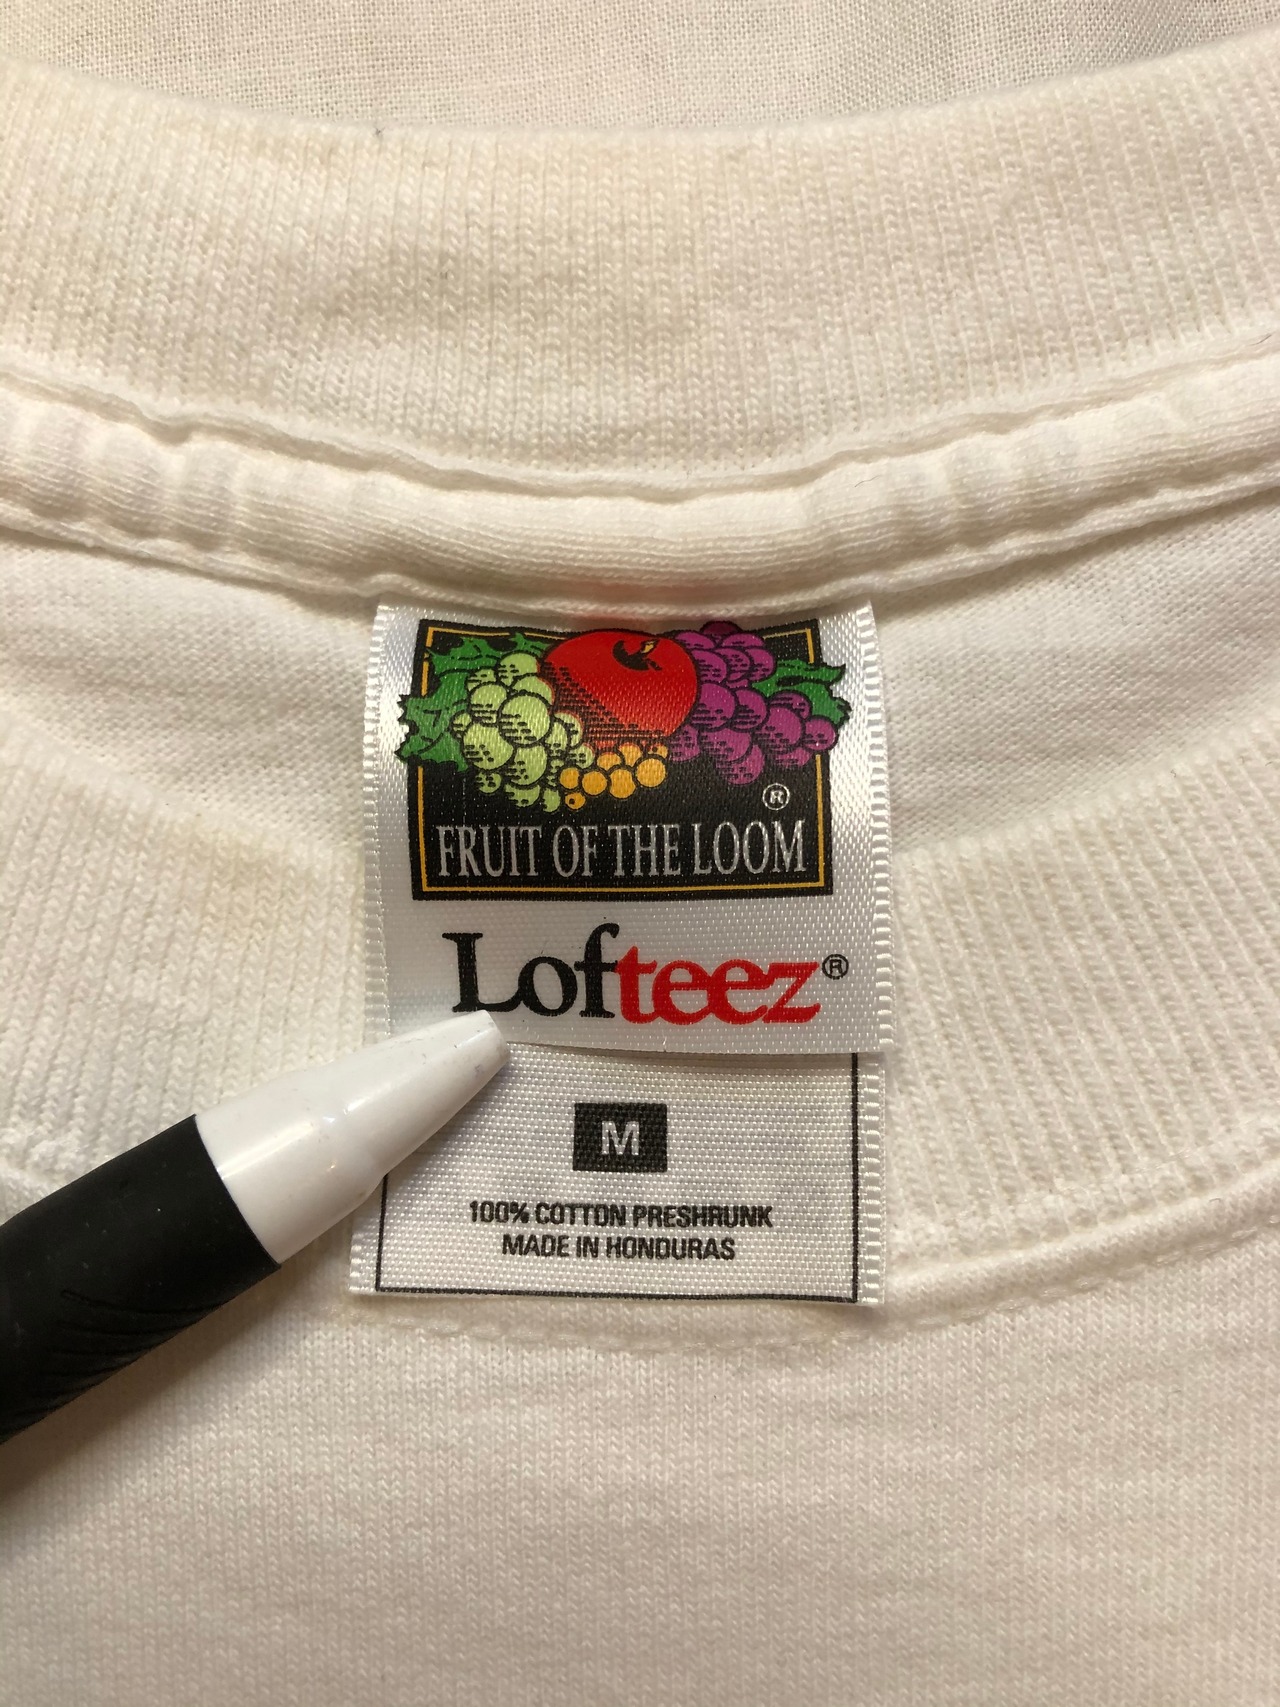 ®
FRUIT OF THE LOOM
Lofteez®
M
100% COTTON PRESHRUNK
MADE IN HONDURAS